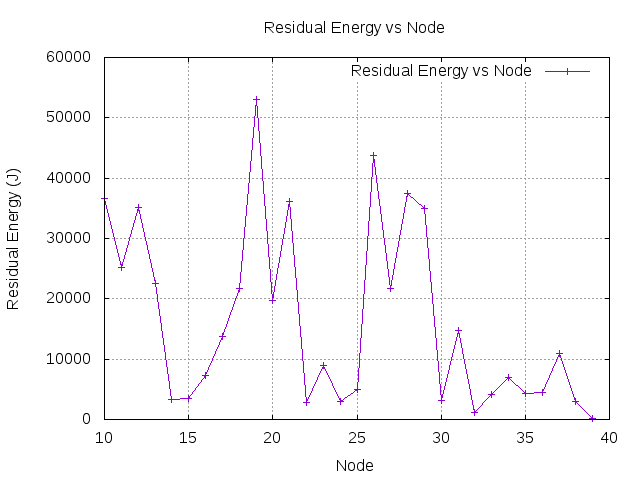 Residual Energy vs Node
Residual Energy vs Node
Residual Energy (J)
60000
50000
40000
30000
20000
10000
0
10 15 20 25 30 35 40
Node